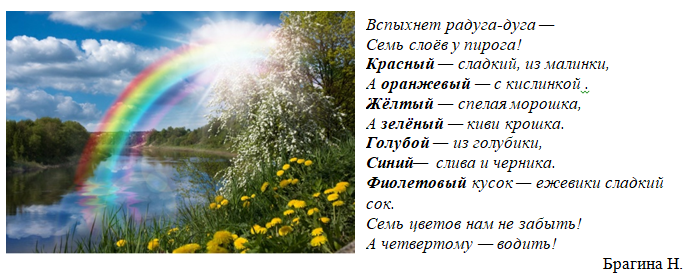 Вспыхнет радуга-дуга —
Семь слоёв у пирога!
Красный — сладкий, из малинки,
А оранжевый — с кислинкой .
Жёлтый — спелая морошка,
А зелёный — киви крошка.
Голубой — из голубики,
Синий— слива и черника.
Фиолетовый кусок — ежевики сладкий
сок.
Семь цветов нам не забыть!
А четвертому — водить!
Брагина Н.